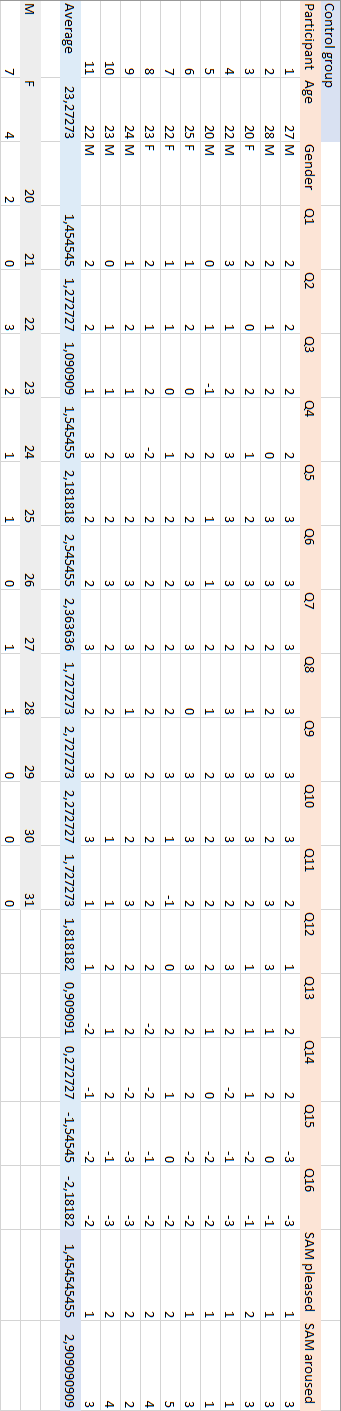 Control group
Participant Age Gender Q1 Q2 Q3 Q4 Q5 Q6 Q7 Q8 Q9 Q10 Q11 Q12 Q13 Q14 Q15 Q16 SAM pleased SAM aroused
1 27 M 2 2 2 2 3 3 3 3 3 3 2 1 2 2 -3 -3 1 3
2 28 M 2 1 2 0 3 3 2 2 3 2 3 3 1 2 0 -1 1 3
3 20 F 2 0 2 1 2 3 2 1 3 3 2 1 1 1 -2 -1 2 3
4 22 M 3 1 2 3 3 3 2 3 3 3 2 3 2 -2 -1 -3 1 1
5 20 M 0 1 -1 2 1 1 2 1 2 2 2 2 1 0 -2 -2 1 1
6 25 F 1 2 0 2 2 3 3 0 3 3 2 3 2 2 -2 -3 1 3
7 22 F 1 1 0 1 2 2 2 2 3 1 -1 0 2 1 0 -2 2 5
8 23 F 2 1 2 -2 2 2 2 2 2 2 2 2 -2 -2 -1 -2 2 4
9 24 M 1 2 1 3 2 3 3 1 3 2 3 2 2 -2 -3 -2 2 2
10 23 M 0 1 1 2 2 3 2 2 2 1 1 2 1 2 -1 -3 2 4
11 22 M 2 2 1 3 2 2 3 2 3 3 1 1 -2 -1 -2 -2 1 3
Average 23,27273 1,454545 1,272727 1,090909 1,545455 2,181818 2,545455 2,363636 1,727273 2,727273 2,272727 1,727273 1,818182 0,909091 0,272727 -1,54545 -2,18182 1,454545455 2,909090909
M F 20 21 22 23 24 25 26 27 28 29 30 31
7 4 2 0 3 2 1 1 0 1 1 0 0 0